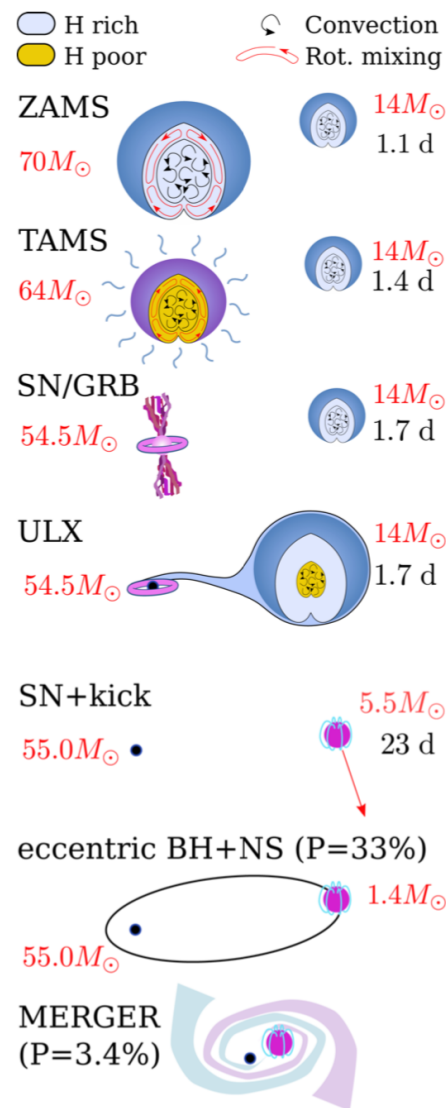 H rich
Convection
H poor
Rot. mixing
ZAMS
70M☉
14M☉
1.1 d
TAMS
64M☉
14M☉
1.4 d
SN/GRB
54.5M☉
14M☉
1.7 d
ULX
54.5M☉
14M☉
1.7 d
SN+kick
55.0M☉
5.5M☉
23 d
eccentric BH+NS (P=33%)
1.4M☉
55.0M☉
MERGER
(P=3.4%)